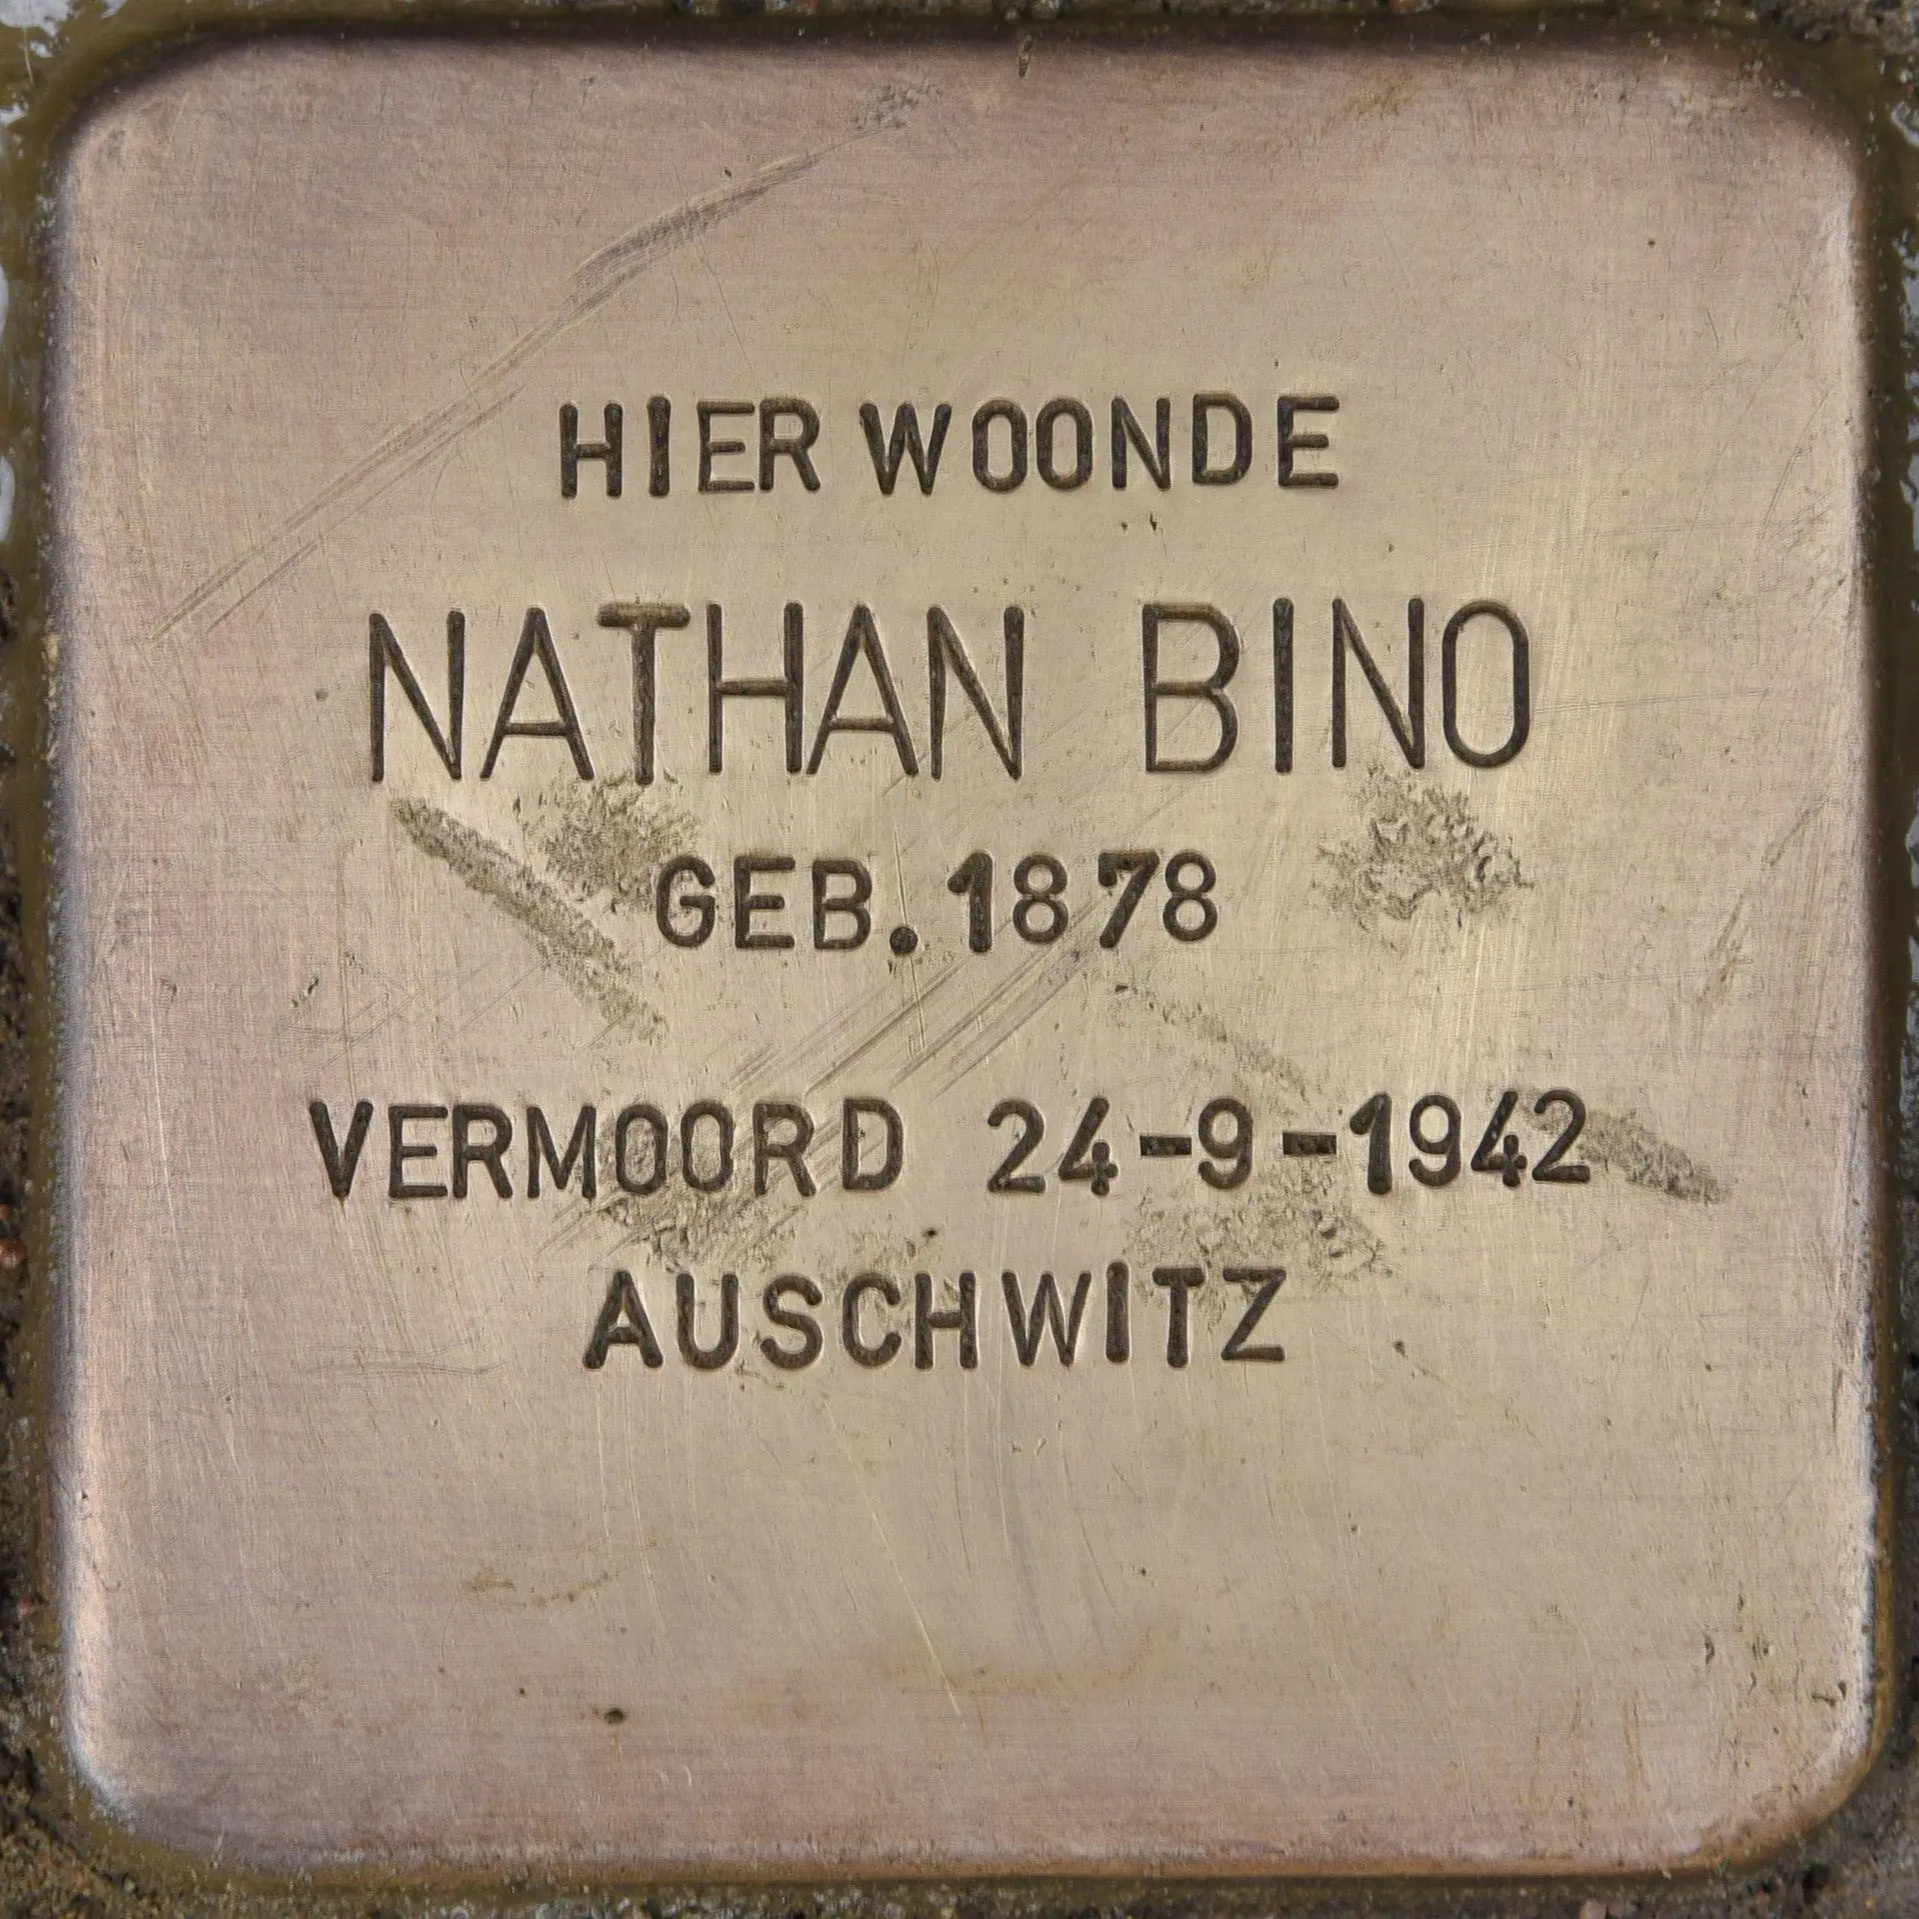 HIER WOONDE
NATHAN BINO
GEB. 1878
VERMOORD 24-9-1942
AUSCHWITZ